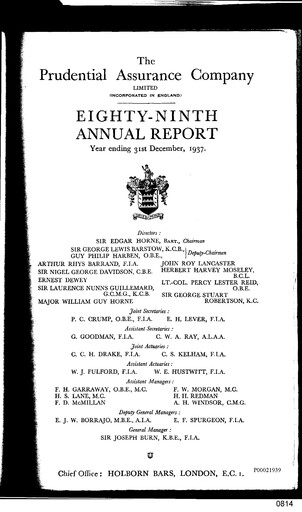 The
Prudential Assurance Company
LIMITED
(INCORPORATED IN ENGLAND)
EIGHTY-NINTH
ANNUAL REPORT
Year ending 31st December, 1937.
Directors :
SIR EDGAR HORNE, BART., Chairman
SIR GEORGE LEWIS BARSTOW, K.C.B.,
GUY PHILIP HARBEN, O.B.E., } Deputy-Chairmen
ARTHUR RHYS BARRAND, F.I.A.
SIR NIGEL GEORGE DAVIDSON, C.B.E.
ERNEST DEWEY
SIR LAURENCE NUNNS GUILLEMARD,
G.C.M.G., K.C.B.
MAJOR WILLIAM GUY HORNE
JOHN ROY LANCASTER
HERBERT HARVEY MOSELEY,
B.C.L.
LT.-COL. PERCY LESTER REID,
O.B.E.
SIR GEORGE STUART
ROBERTSON, K.C.
Joint Secretaries :
P. C. CRUMP, O.B.E., F.I.A. E. H. LEVER, F.I.A.
Assistant Secretaries :
G. GOODMAN, F.I.A. C. W. A. RAY, A.L.A.A.
Joint Actuaries :
C. C. H. DRAKE, F.I.A. C. S. KELHAM, F.I.A.
Assistant Actuaries :
W. J. FULFORD, F.I.A. W. E. HUSTWITT, F.I.A.
Assistant Managers :
F. H. GARRAWAY, O.B.E., M.C. F. W. MORGAN, M.C.
H. S. LANE, M.C. H. H. REDMAN
F. D. McMILLAN A. H. WINDSOR, C.M.G.
Deputy General Managers :
E. J. W. BORRAJO, M.B.E., A.I.A. E. F. SPURGEON, F.I.A.
General Manager :
SIR JOSEPH BURN, K.B.E., F.I.A.
P00021939
Chief Office : HOLBORN BARS, LONDON, E.C. 1.
0814